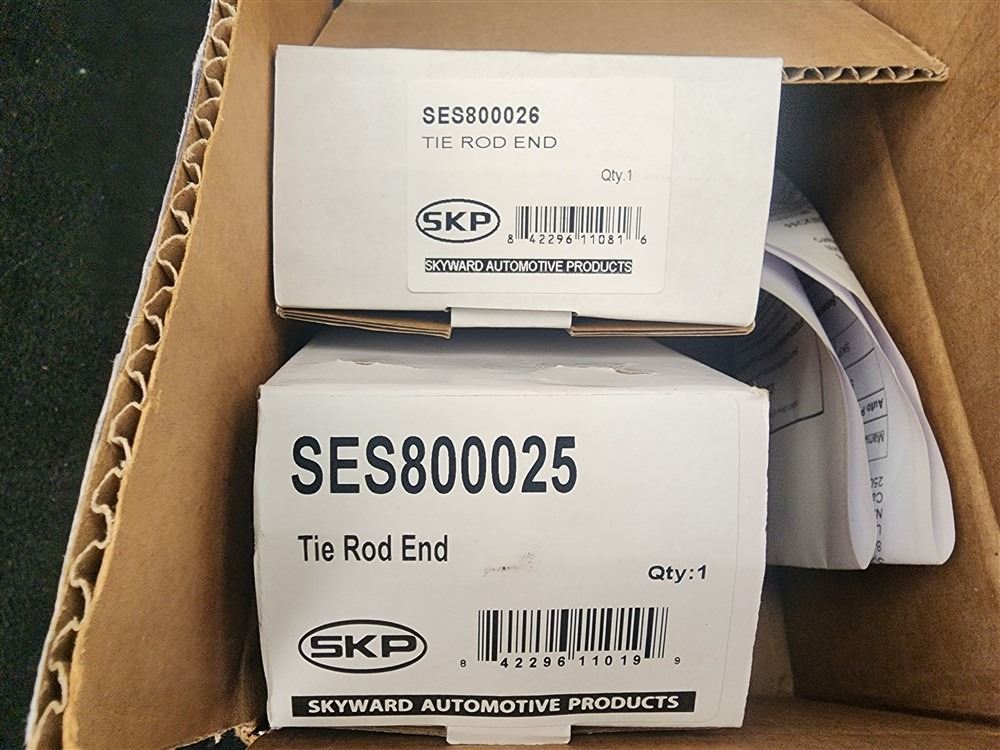 SES800026
TIE ROD END
Qty.1
SKP
8 42296 11081 6
SKYWARD AUTOMOTIVE PRODUCTS
SES800025
Tie Rod End
Qty:1
SKP
8 42296 11019 9
SKYWARD AUTOMOTIVE PRODUCTS